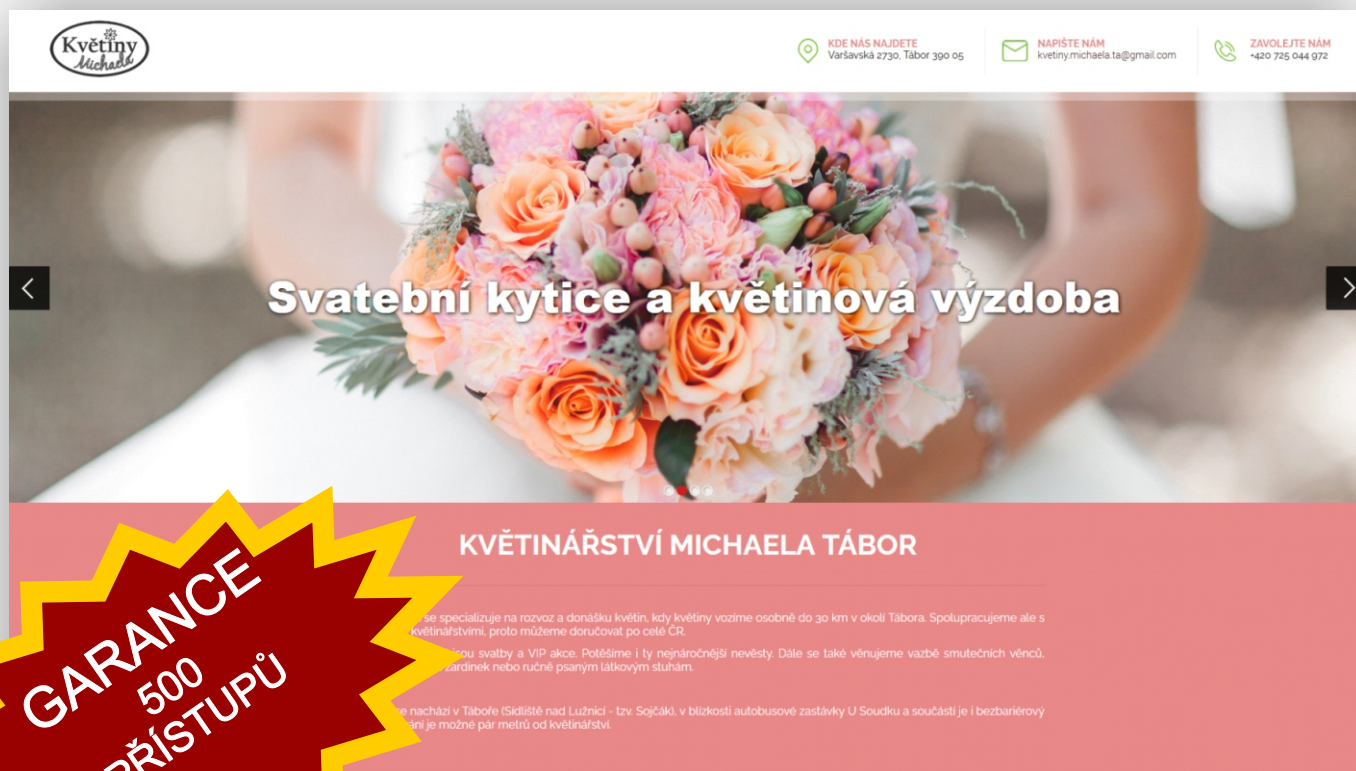 Květiny
Michaela
KDE NÁS NAJDETE
Varšavská 2730, Tábor 390 05
NAPIŠTE NÁM
kvetiny.michaela.ta@gmail.com
ZAVOLEJTE NÁM
+420 725 044 972
Svatební kytice a květinová výzdoba
KVĚTINÁŘSTVÍ MICHAELA TÁBOR
se specializuje na rozvoz a donášku květin, kdy květiny vozíme osobně do 30 km v okolí Tábora. Spolupracujeme ale s
květinářstvími, proto můžeme doručovat po celé ČR.
jsou svatby a VIP akce. Potěšíme i ty nejnáročnější nevěsty. Dále se také věnujeme vazbě smutečních věnců,
žardinek nebo ručně psaným látkovým stuhám.
nachází v Táboře (Sídliště nad Lužnicí - tzv. Sojčák), v blízkosti autobusové zastávky U Soudku a součástí je i bezbariérový
je možné pár metrů od květinářství.
GARANCE
500
PŘÍSTUPŮ